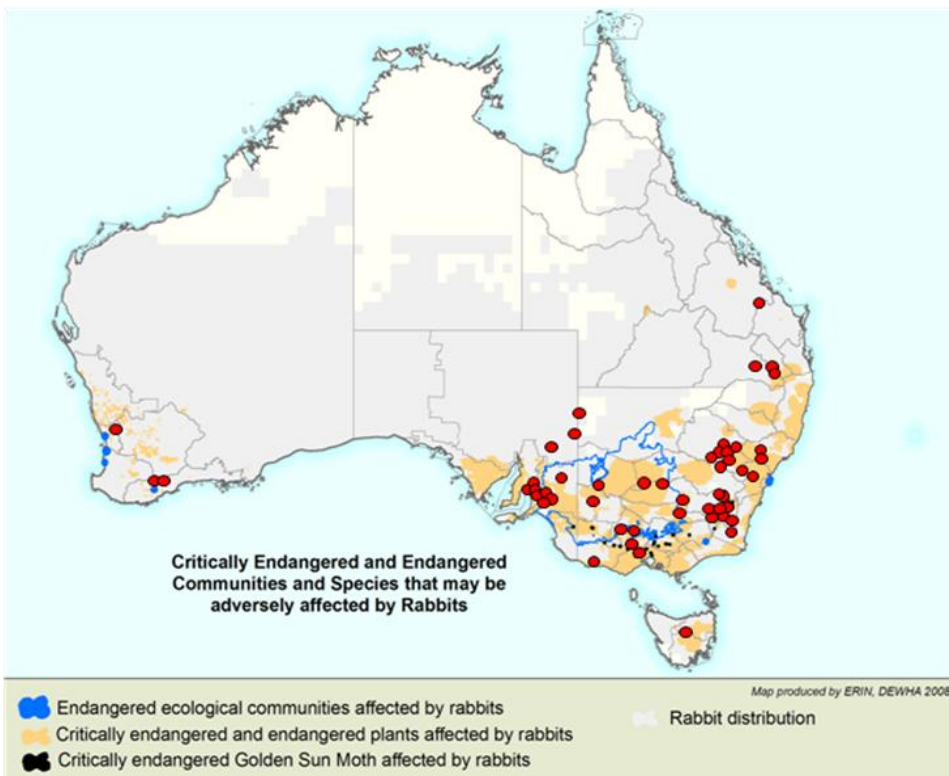 Critically Endangered and Endangered
Communities and Species that may be
adversely affected by Rabbits
Map produced by ERIN, DEWHA 2008
Endangered ecological communities affected by rabbits
Rabbit distribution
Critically endangered and endangered plants affected by rabbits
Critically endangered Golden Sun Moth affected by rabbits